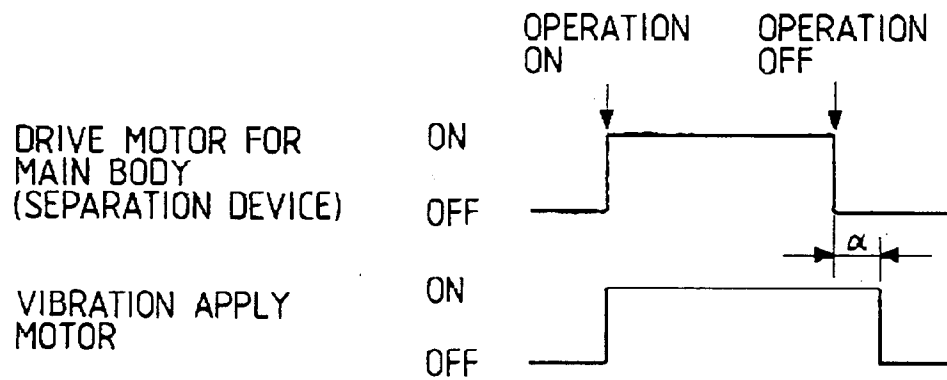 OPERATION
ON
OPERATION
OFF
DRIVE MOTOR FOR
MAIN BODY
(SEPARATION DEVICE)
ON
OFF
α
VIBRATION APPLY
MOTOR
ON
OFF